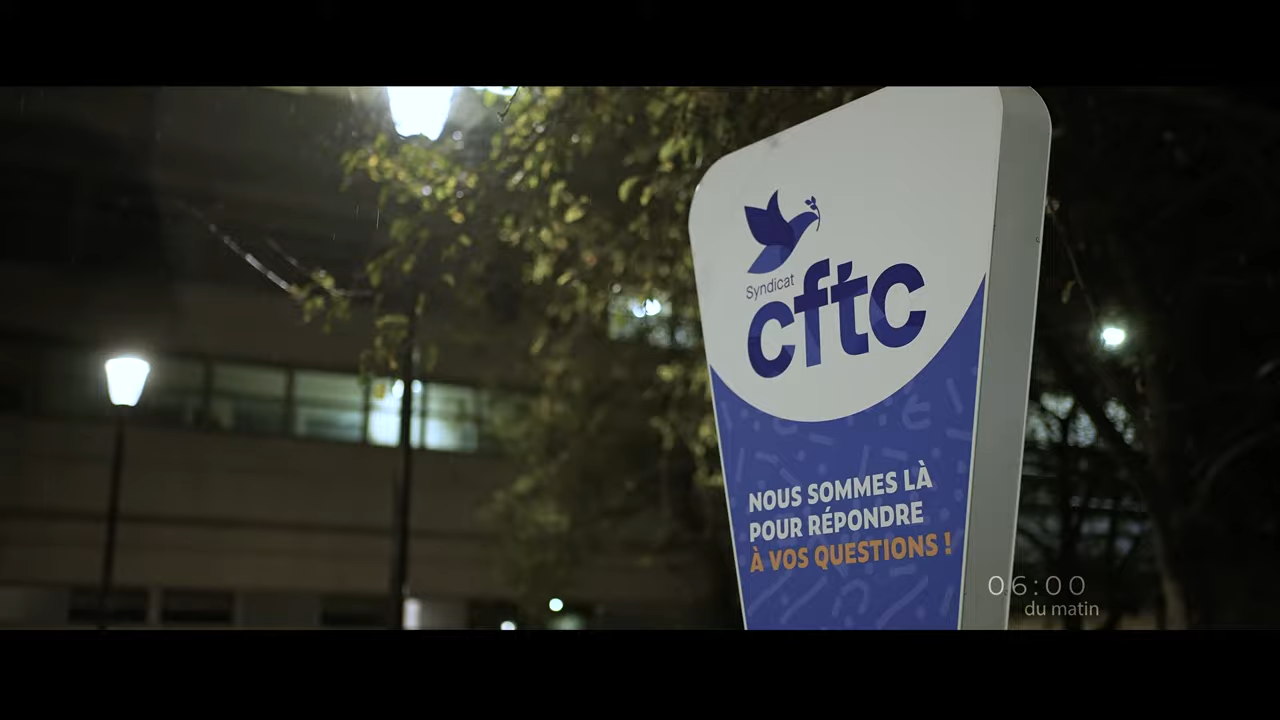 Syndicat
cftc
NOUS SOMMES LÀ
POUR RÉPONDRE
À VOS QUESTIONS !
06:00
du matin